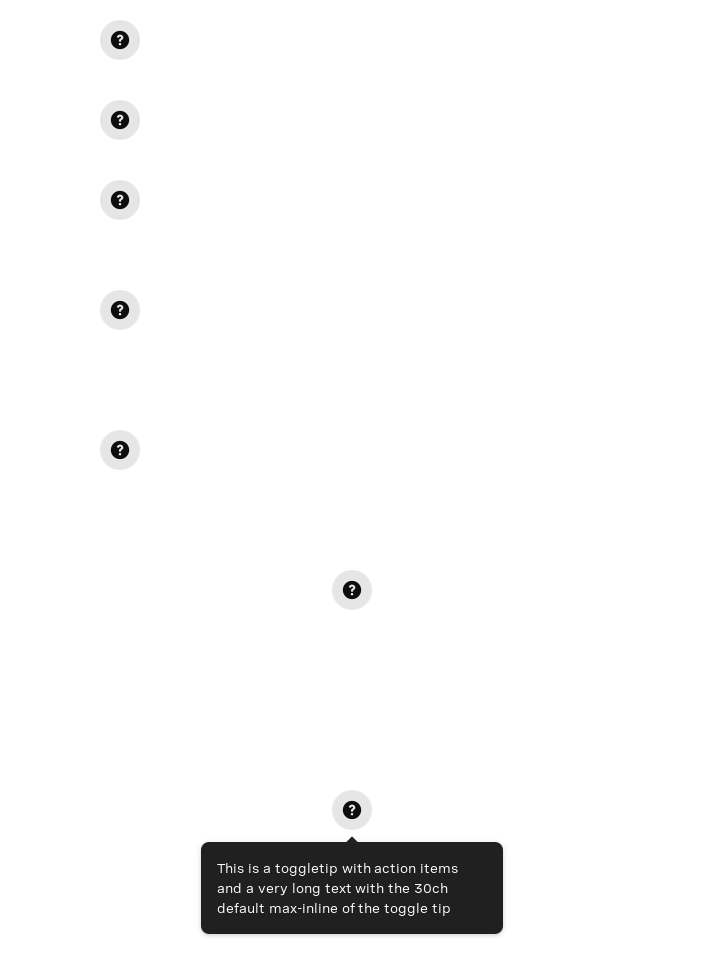 This is a toggletip with action items
and a very long text with the 30ch
default max-inline of the toggle tip